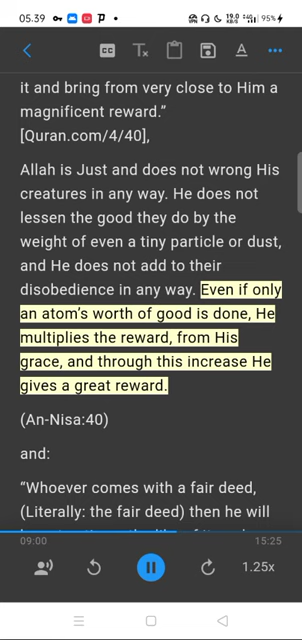 05.39
19.0
KB/S
95%
CC
A
it and bring from very close to Him a
magnificent reward.”
[Quran.com/4/40],
Allah is Just and does not wrong His
creatures in any way. He does not
lessen the good they do by the
weight of even a tiny particle or dust,
and He does not add to their
disobedience in any way. Even if only
an atom’s worth of good is done, He
multiplies the reward, from His
grace, and through this increase He
gives a great reward.
(An-Nisa:40)
and:
“Whoever comes with a fair deed,
(Literally: the fair deed) then he will
09:00
15:25
1.25x